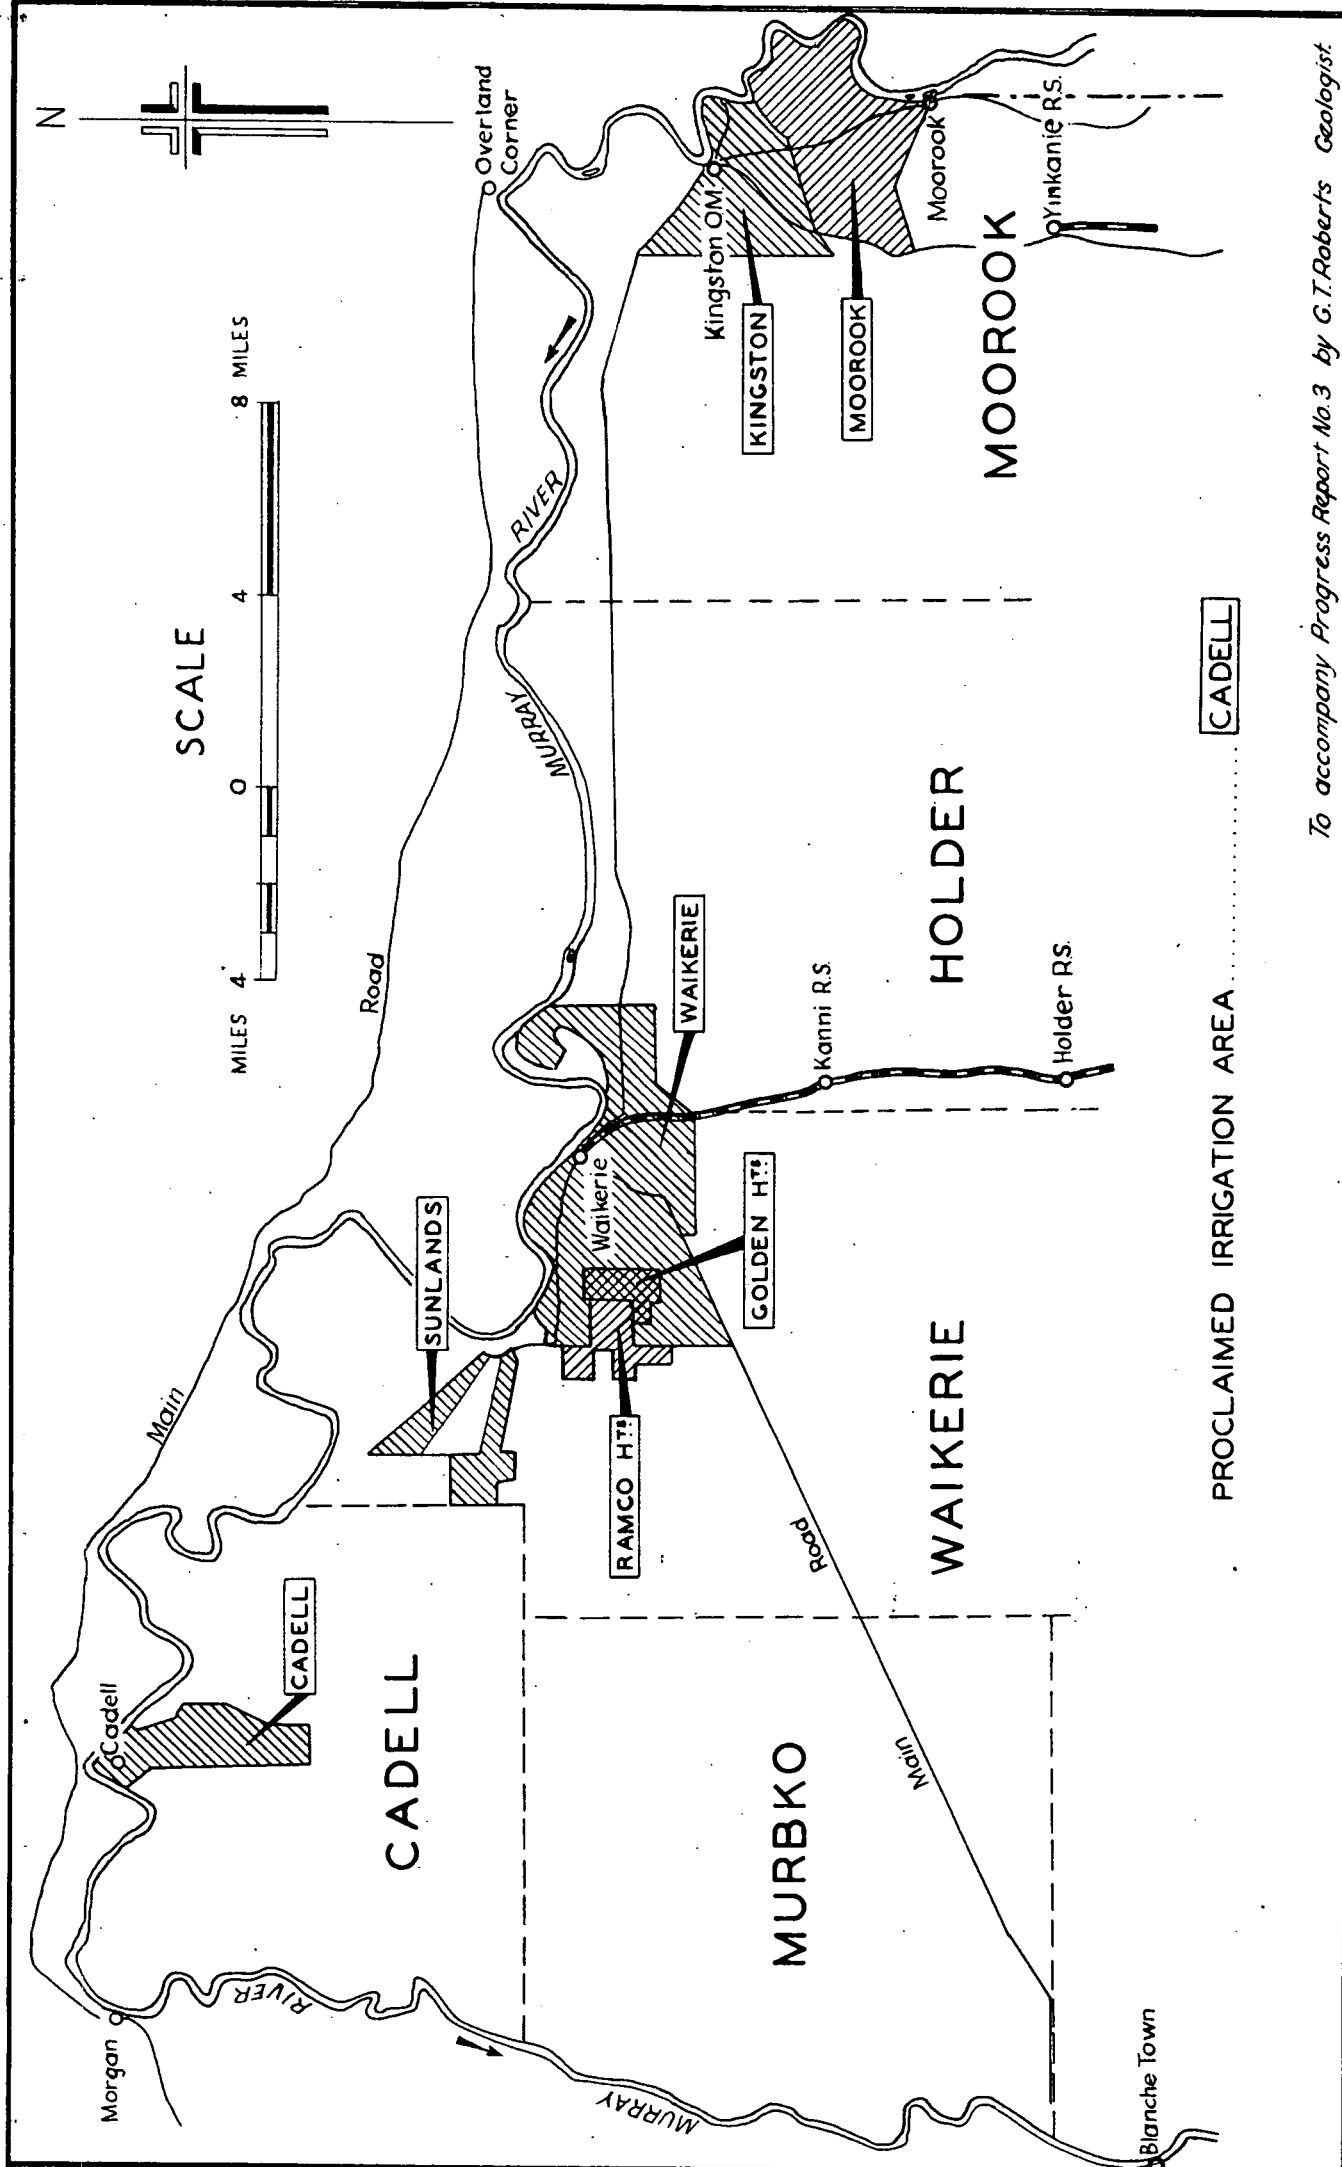 N
SCALE
MILES 4 0 4 8 MILES
Morgan
Cadell
CADELL
Main
Road
Overland
Corner
RIVER
MURRAY
CADELL
SUNLANDS
MURRAY
RIVER
Waikerie
WAIKERIE
RAMCO HTS
GOLDEN HTS
Kingston OM
KINGSTON
MOOROOK
Moorook
MURBKO
Main
Road
WAIKERIE
Kanni R.S.
HOLDER
Holder R.S.
MOOROOK
Yinkanie R.S.
Blanche Town
PROCLAIMED IRRIGATION AREA .......... CADELL
To accompany Progress Report No.3 by G.T.Roberts Geologist.